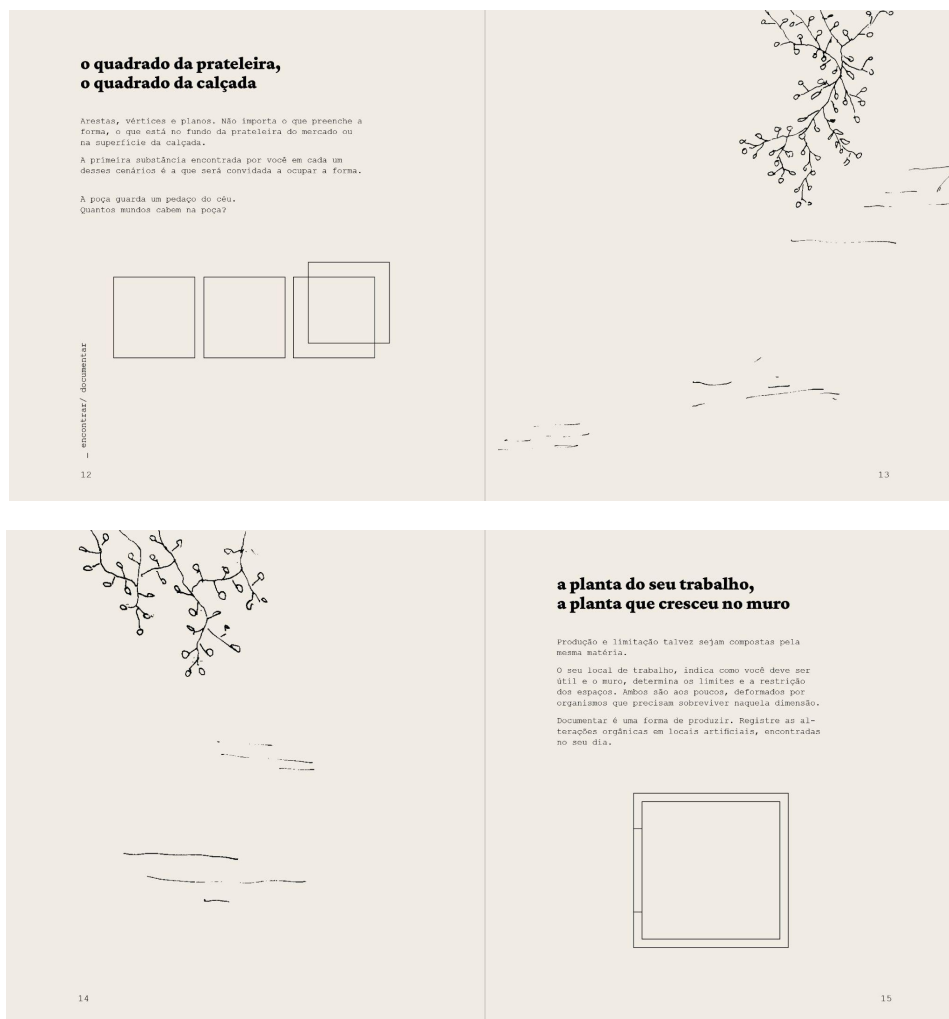 o quadrado da prateleira,
o quadrado da calçada
Arestas, vértices e planos. Não importa o que preenche a
forma, o que está no fundo da prateleira do mercado ou
na superfície da calçada.
A primeira substância encontrada por você em cada um
desses cenários é a que será convidada a ocupar a forma.
A poça guarda um pedaço do céu.
Quantos mundos cabem na poça?
— encontrar/ documentar
12
13
14
a planta do seu trabalho,
a planta que cresceu no muro
Produção e limitação talvez sejam compostas pela
mesma matéria.
O seu local de trabalho, indica como você deve ser
útil e o muro, determina os limites e a restrição
dos espaços. Ambos são aos poucos, deformados por
organismos que precisam sobreviver naquela dimensão.
Documentar é uma forma de produzir. Registre as al-
terações orgânicas em locais artificiais, encontradas
no seu dia.
15